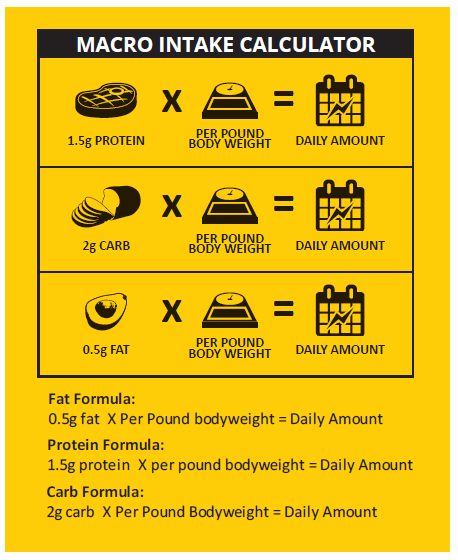 MACRO INTAKE CALCULATOR
X =
1.5g PROTEIN PER POUND DAILY AMOUNT
BODY WEIGHT
X =
2g CARB PER POUND DAILY AMOUNT
BODY WEIGHT
X =
0.5g FAT PER POUND DAILY AMOUNT
BODY WEIGHT
Fat Formula:
0.5g fat X Per Pound bodyweight = Daily Amount
Protein Formula:
1.5g protein X per pound bodyweight = Daily Amount
Carb Formula:
2g carb X Per Pound Bodyweight = Daily Amount